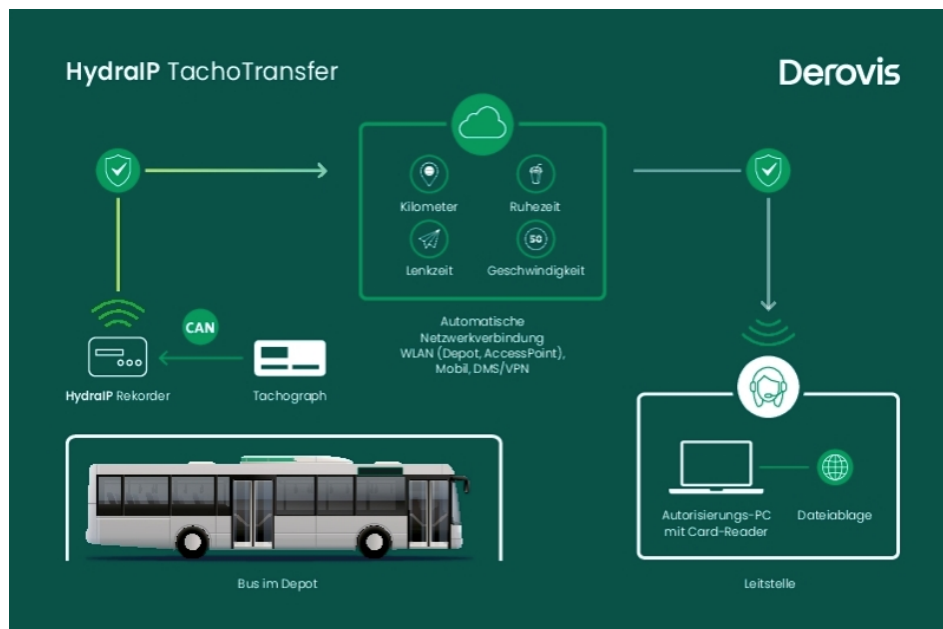 HydraIP TachoTransfer
Derovis
Kilometer
Ruhezeit
Lenkzeit
50
Geschwindigkeit
Automatische
Netzwerkverbindung
WLAN (Depot, AccessPoint),
Mobil, DMS/VPN
CAN
HydraIP Rekorder
Tachograph
Bus im Depot
Autorisierungs-PC
mit Card-Reader
Dateiablage
Leitstelle